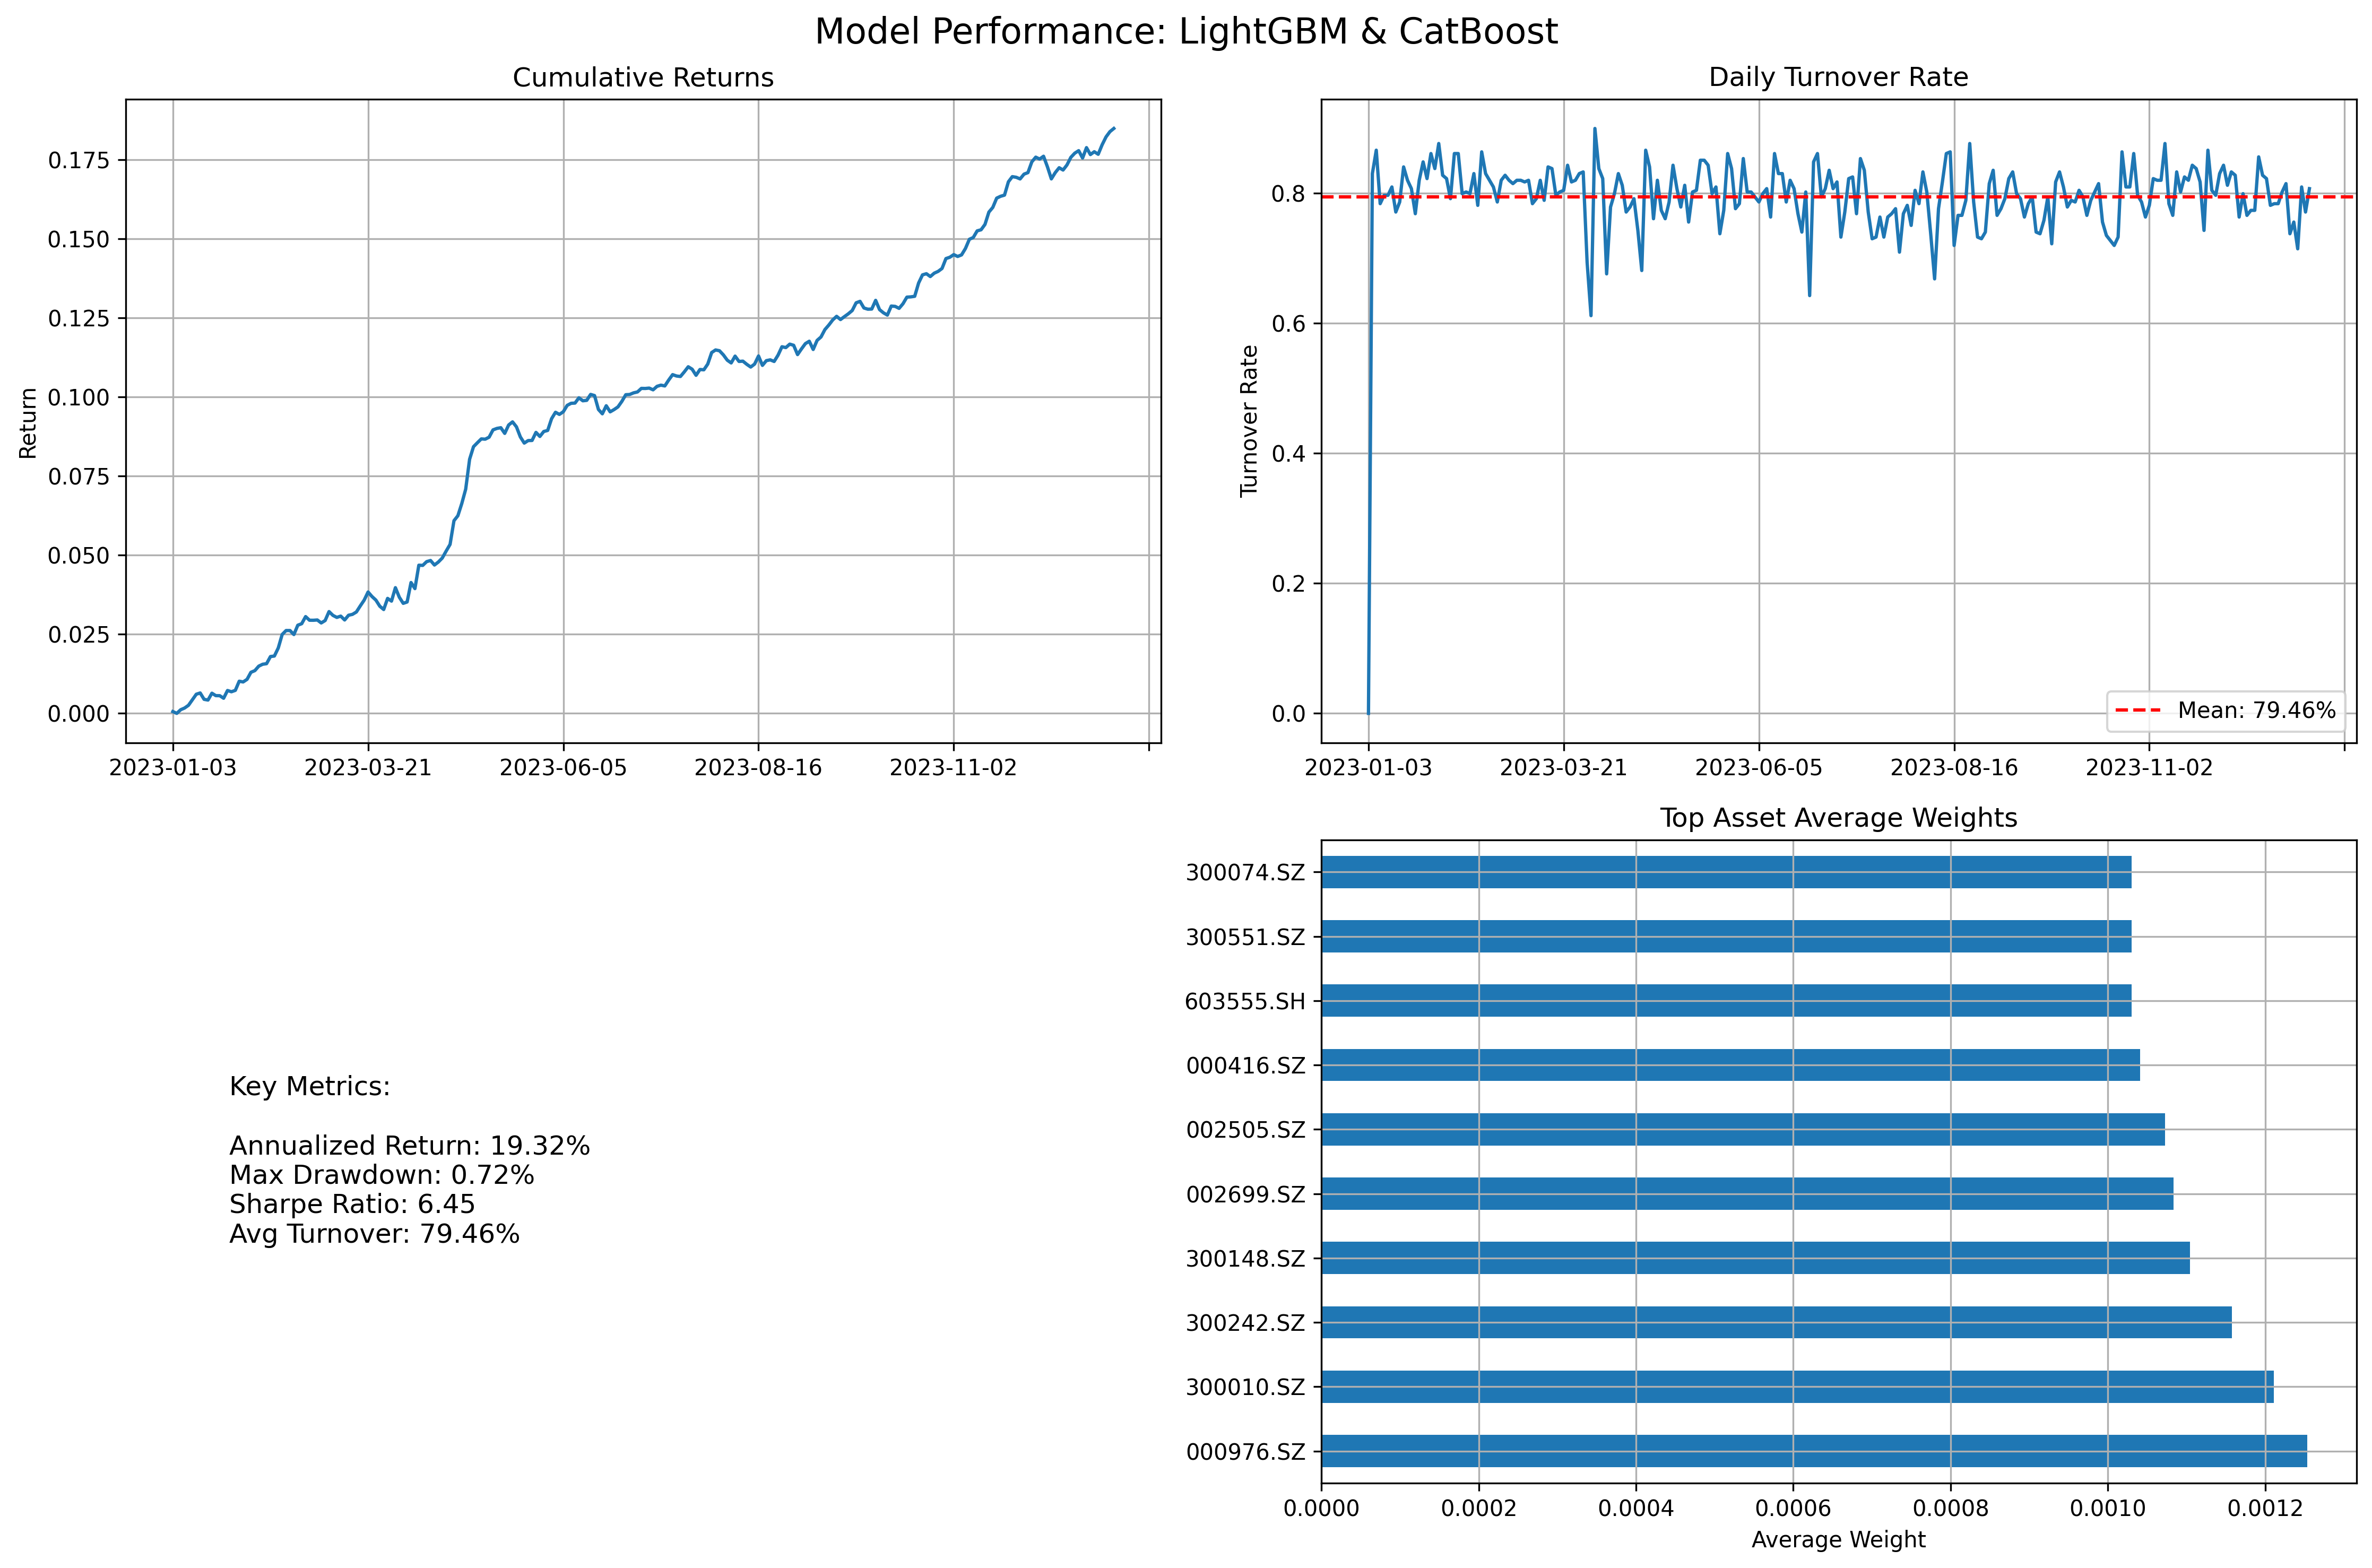 Model Performance: LightGBM & CatBoost
Cumulative Returns
Return
0.175
0.150
0.125
0.100
0.075
0.050
0.025
0.000
2023-01-03
2023-03-21
2023-06-05
2023-08-16
2023-11-02
Daily Turnover Rate
Turnover Rate
0.8
0.6
0.4
0.2
0.0
Mean: 79.46%
2023-01-03
2023-03-21
2023-06-05
2023-08-16
2023-11-02
Key Metrics:
Annualized Return: 19.32%
Max Drawdown: 0.72%
Sharpe Ratio: 6.45
Avg Turnover: 79.46%
Top Asset Average Weights
300074.SZ
300551.SZ
603555.SH
000416.SZ
002505.SZ
002699.SZ
300148.SZ
300242.SZ
300010.SZ
000976.SZ
0.0000
0.0002
0.0004
0.0006
0.0008
0.0010
0.0012
Average Weight